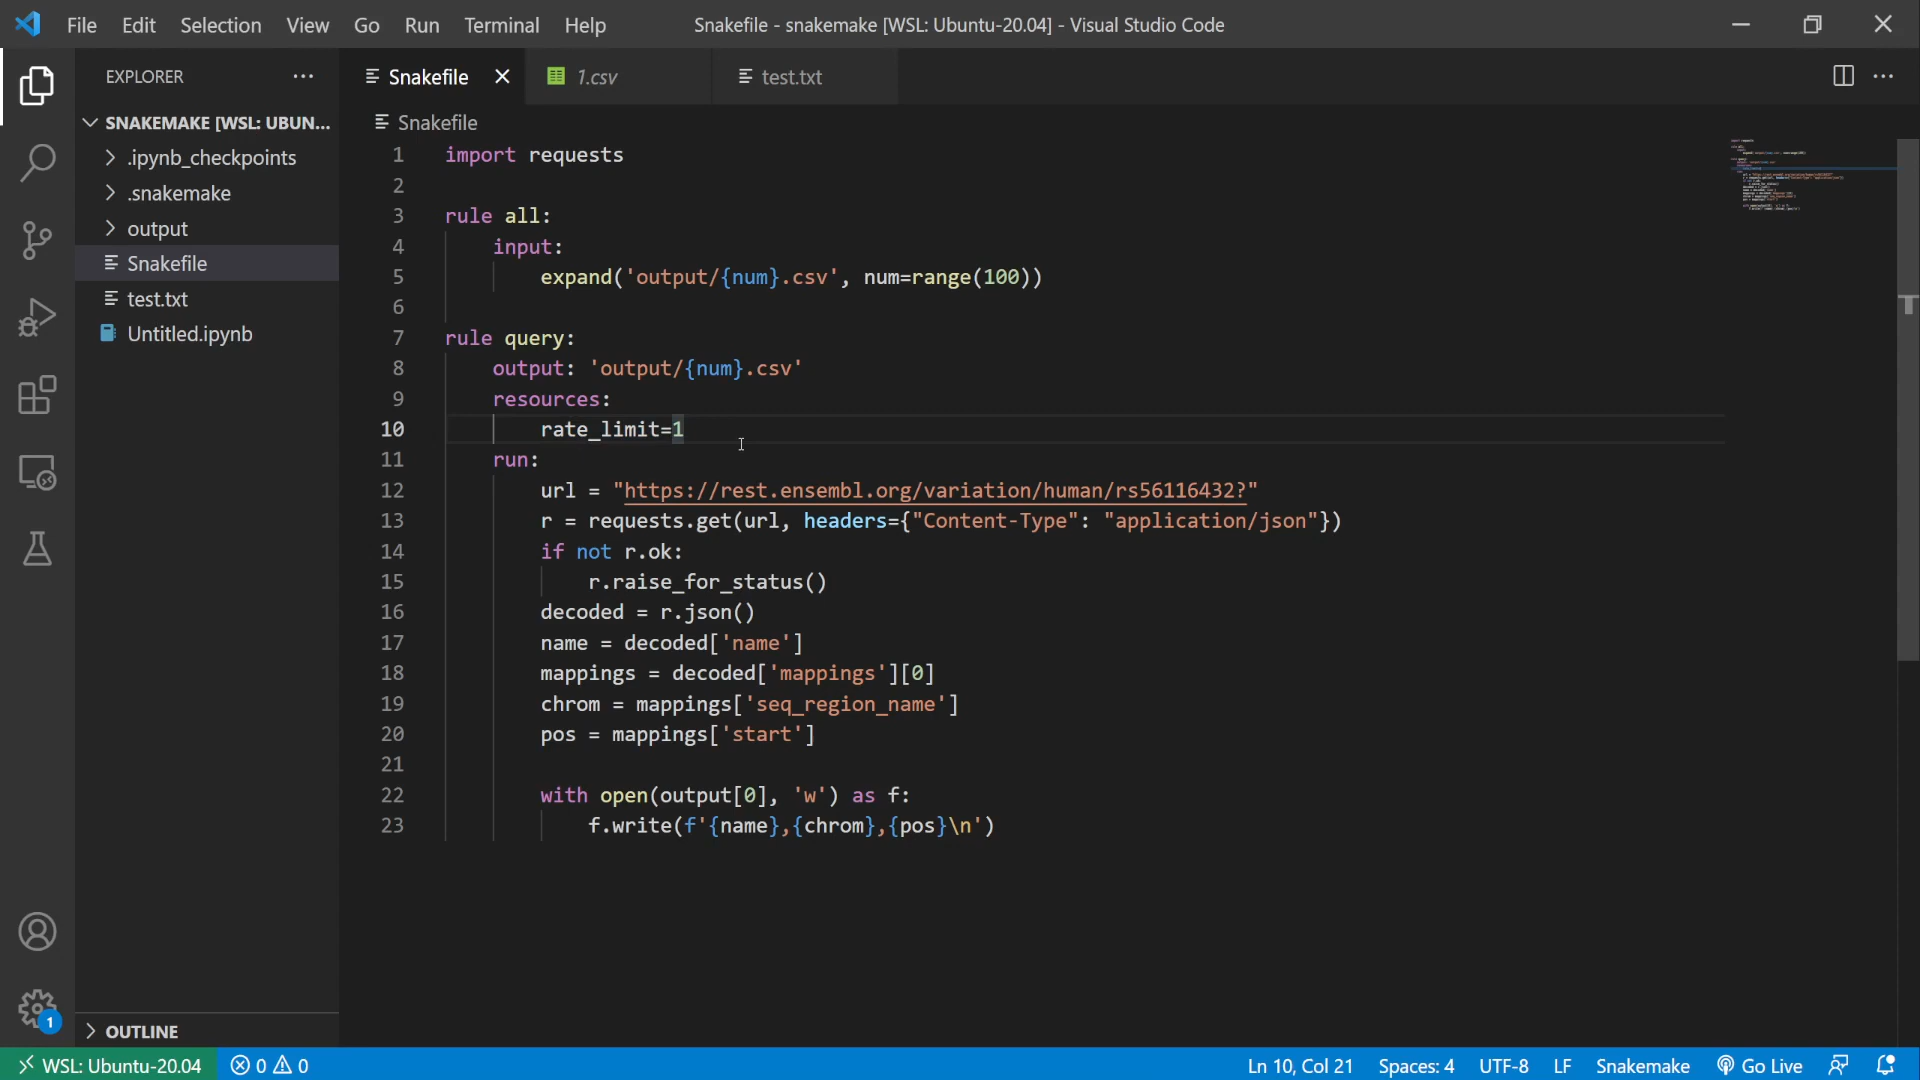 File Edit Selection View Go Run Terminal Help
Snakefile - snakemake [WSL: Ubuntu-20.04] - Visual Studio Code
EXPLORER
SNAKEMAKE [WSL: UBUN...
.ipynb_checkpoints
.snakemake
output
Snakefile
test.txt
Untitled.ipynb
OUTLINE
Snakefile 1.csv test.txt
Snakefile
1 import requests
2
3 rule all:
4     input:
5         expand('output/{num}.csv', num=range(100))
6
7 rule query:
8     output: 'output/{num}.csv'
9     resources:
10         rate_limit=1
11     run:
12         url = "https://rest.ensembl.org/variation/human/rs56116432?"
13         r = requests.get(url, headers={"Content-Type": "application/json"})
14         if not r.ok:
15             r.raise_for_status()
16         decoded = r.json()
17         name = decoded['name']
18         mappings = decoded['mappings'][0]
19         chrom = mappings['seq_region_name']
20         pos = mappings['start']
21
22         with open(output[0], 'w') as f:
23             f.write(f'{name},{chrom},{pos}\n')
1
WSL: Ubuntu-20.04 0 0 Ln 10, Col 21 Spaces: 4 UTF-8 LF Snakemake Go Live